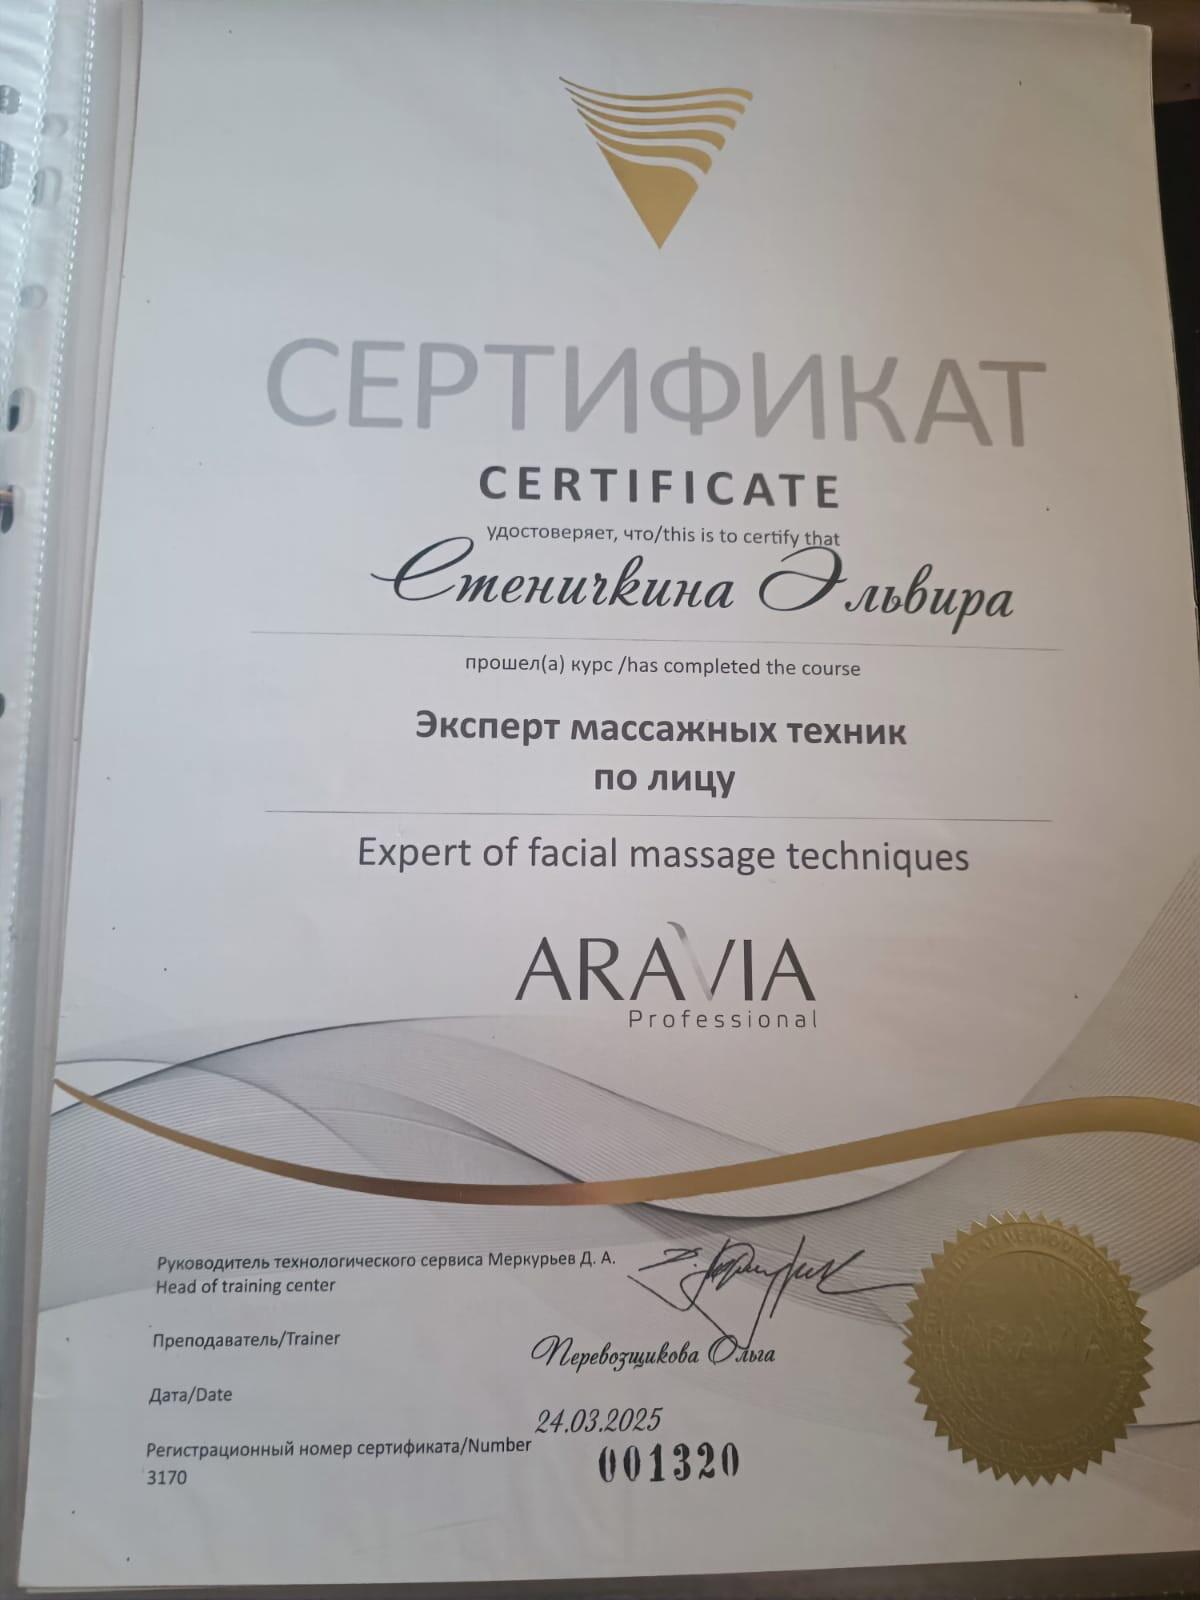 СЕРТИФИКАТ
CERTIFICATE
удостоверяет, что/this is to certify that
Стеничкина Эльвира
прошел(а) курс /has completed the course
Эксперт массажных техник
по лицу
Expert of facial massage techniques
ARAVIA
Professional
Руководитель технологического сервиса Меркурьев Д. А.
Head of training center
Преподаватель/Trainer
Перевозщикова Ольга
Дата/Date
24.03.2025
Регистрационный номер сертификата/Number
001320
3170